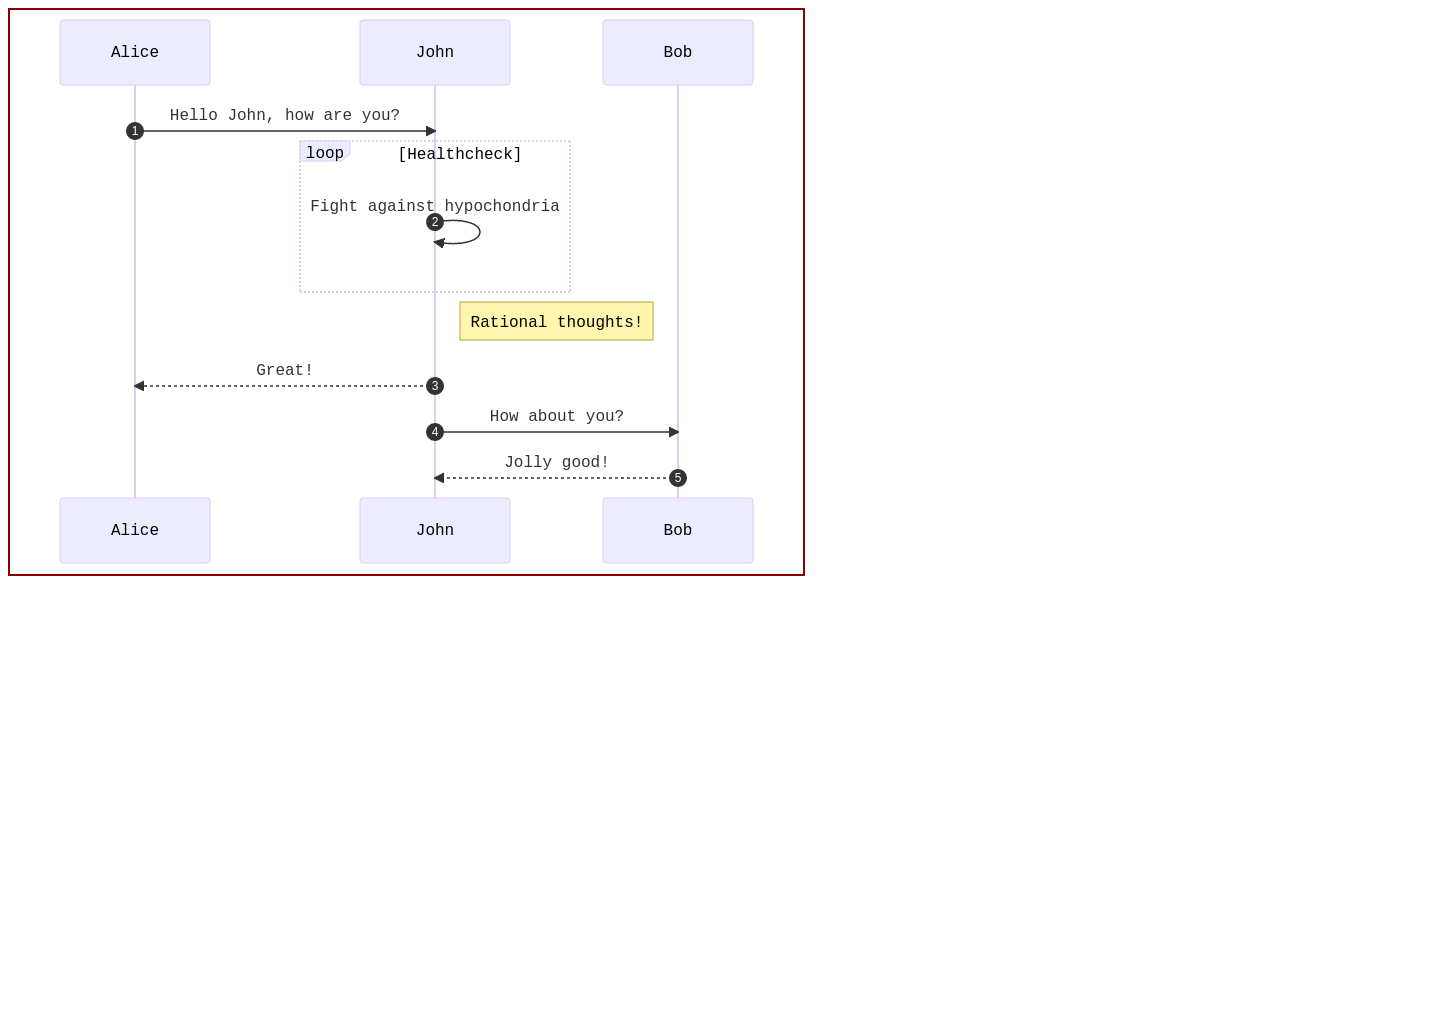 Alice
John
Bob
Hello John, how are you?
1
loop
[Healthcheck]
Fight against hypochondria
2
Rational thoughts!
Great!
3
How about you?
4
Jolly good!
5
Alice
John
Bob